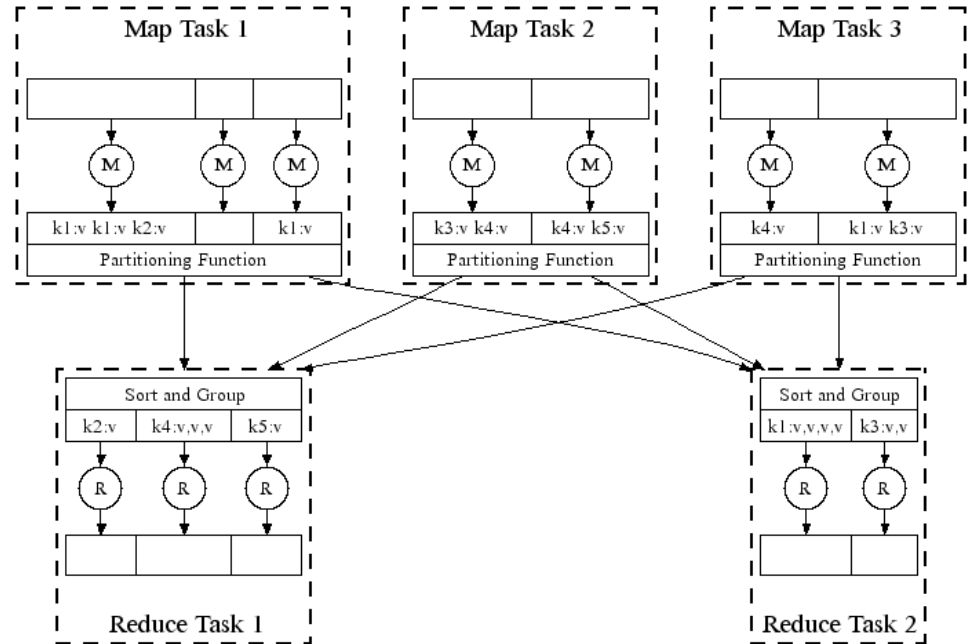 Map Task 1
Map Task 2
Map Task 3
M
M
M
M
M
M
M
k1:v k1:v k2:v
k1:v
k3:v k4:v
k4:v k5:v
k4:v
k1:v k3:v
Partitioning Function
Partitioning Function
Partitioning Function
Sort and Group
Sort and Group
k2:v
k4:v,v,v
k5:v
k1:v,v,v,v
k3:v,v
R
R
R
R
R
Reduce Task 1
Reduce Task 2